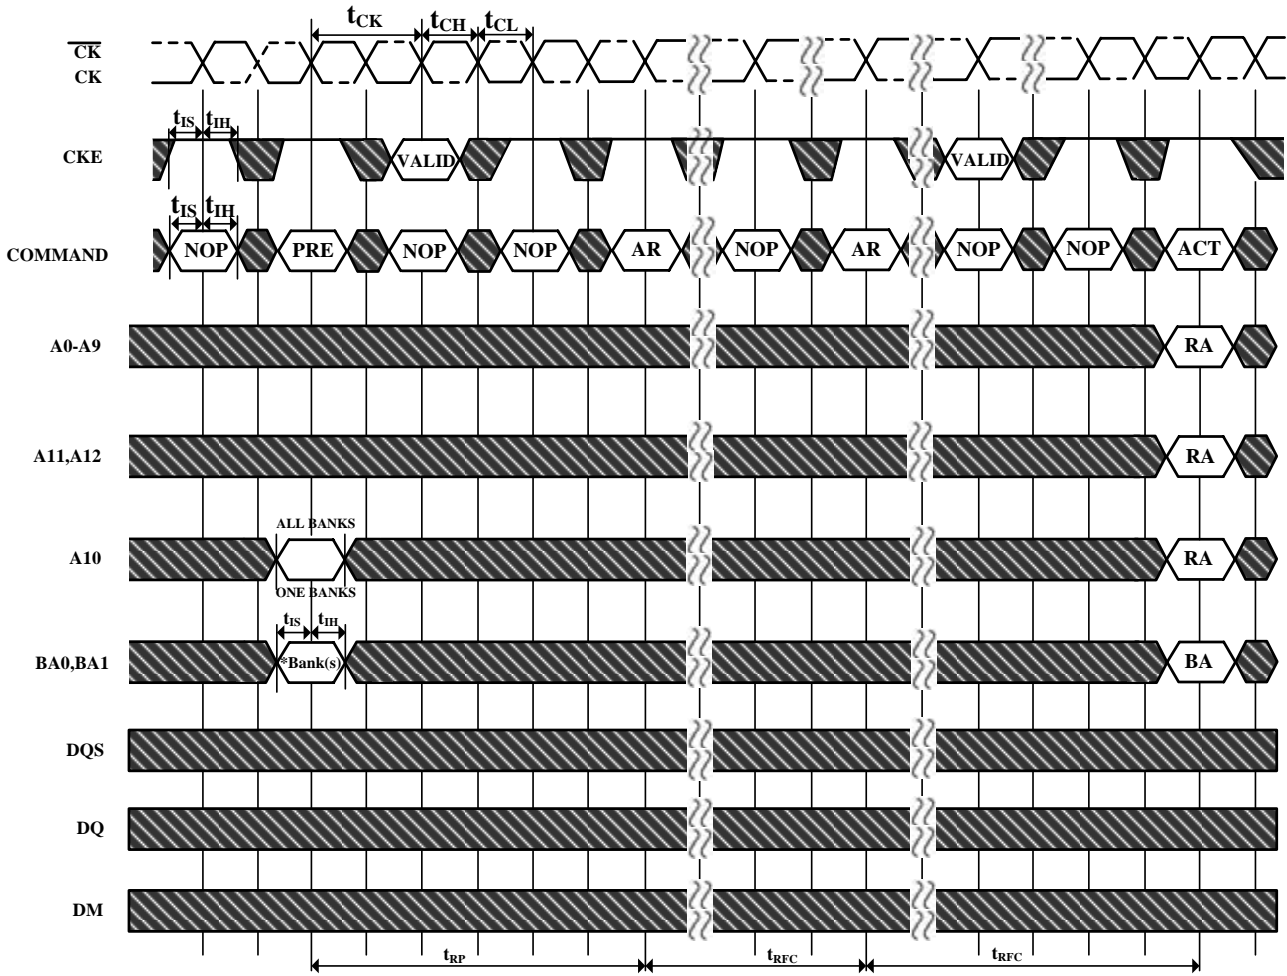 tCK tCH tCL
CK
CK
tIS tIH
CKE VALID VALID
tIS tIH
COMMAND NOP PRE NOP NOP AR NOP AR NOP NOP ACT
A0-A9 RA
A11,A12 RA
ALL BANKS
A10 RA
ONE BANKS
tIS tIH
BA0,BA1 *Bank(s) BA
DQS
DQ
DM
tRP tRFC tRFC